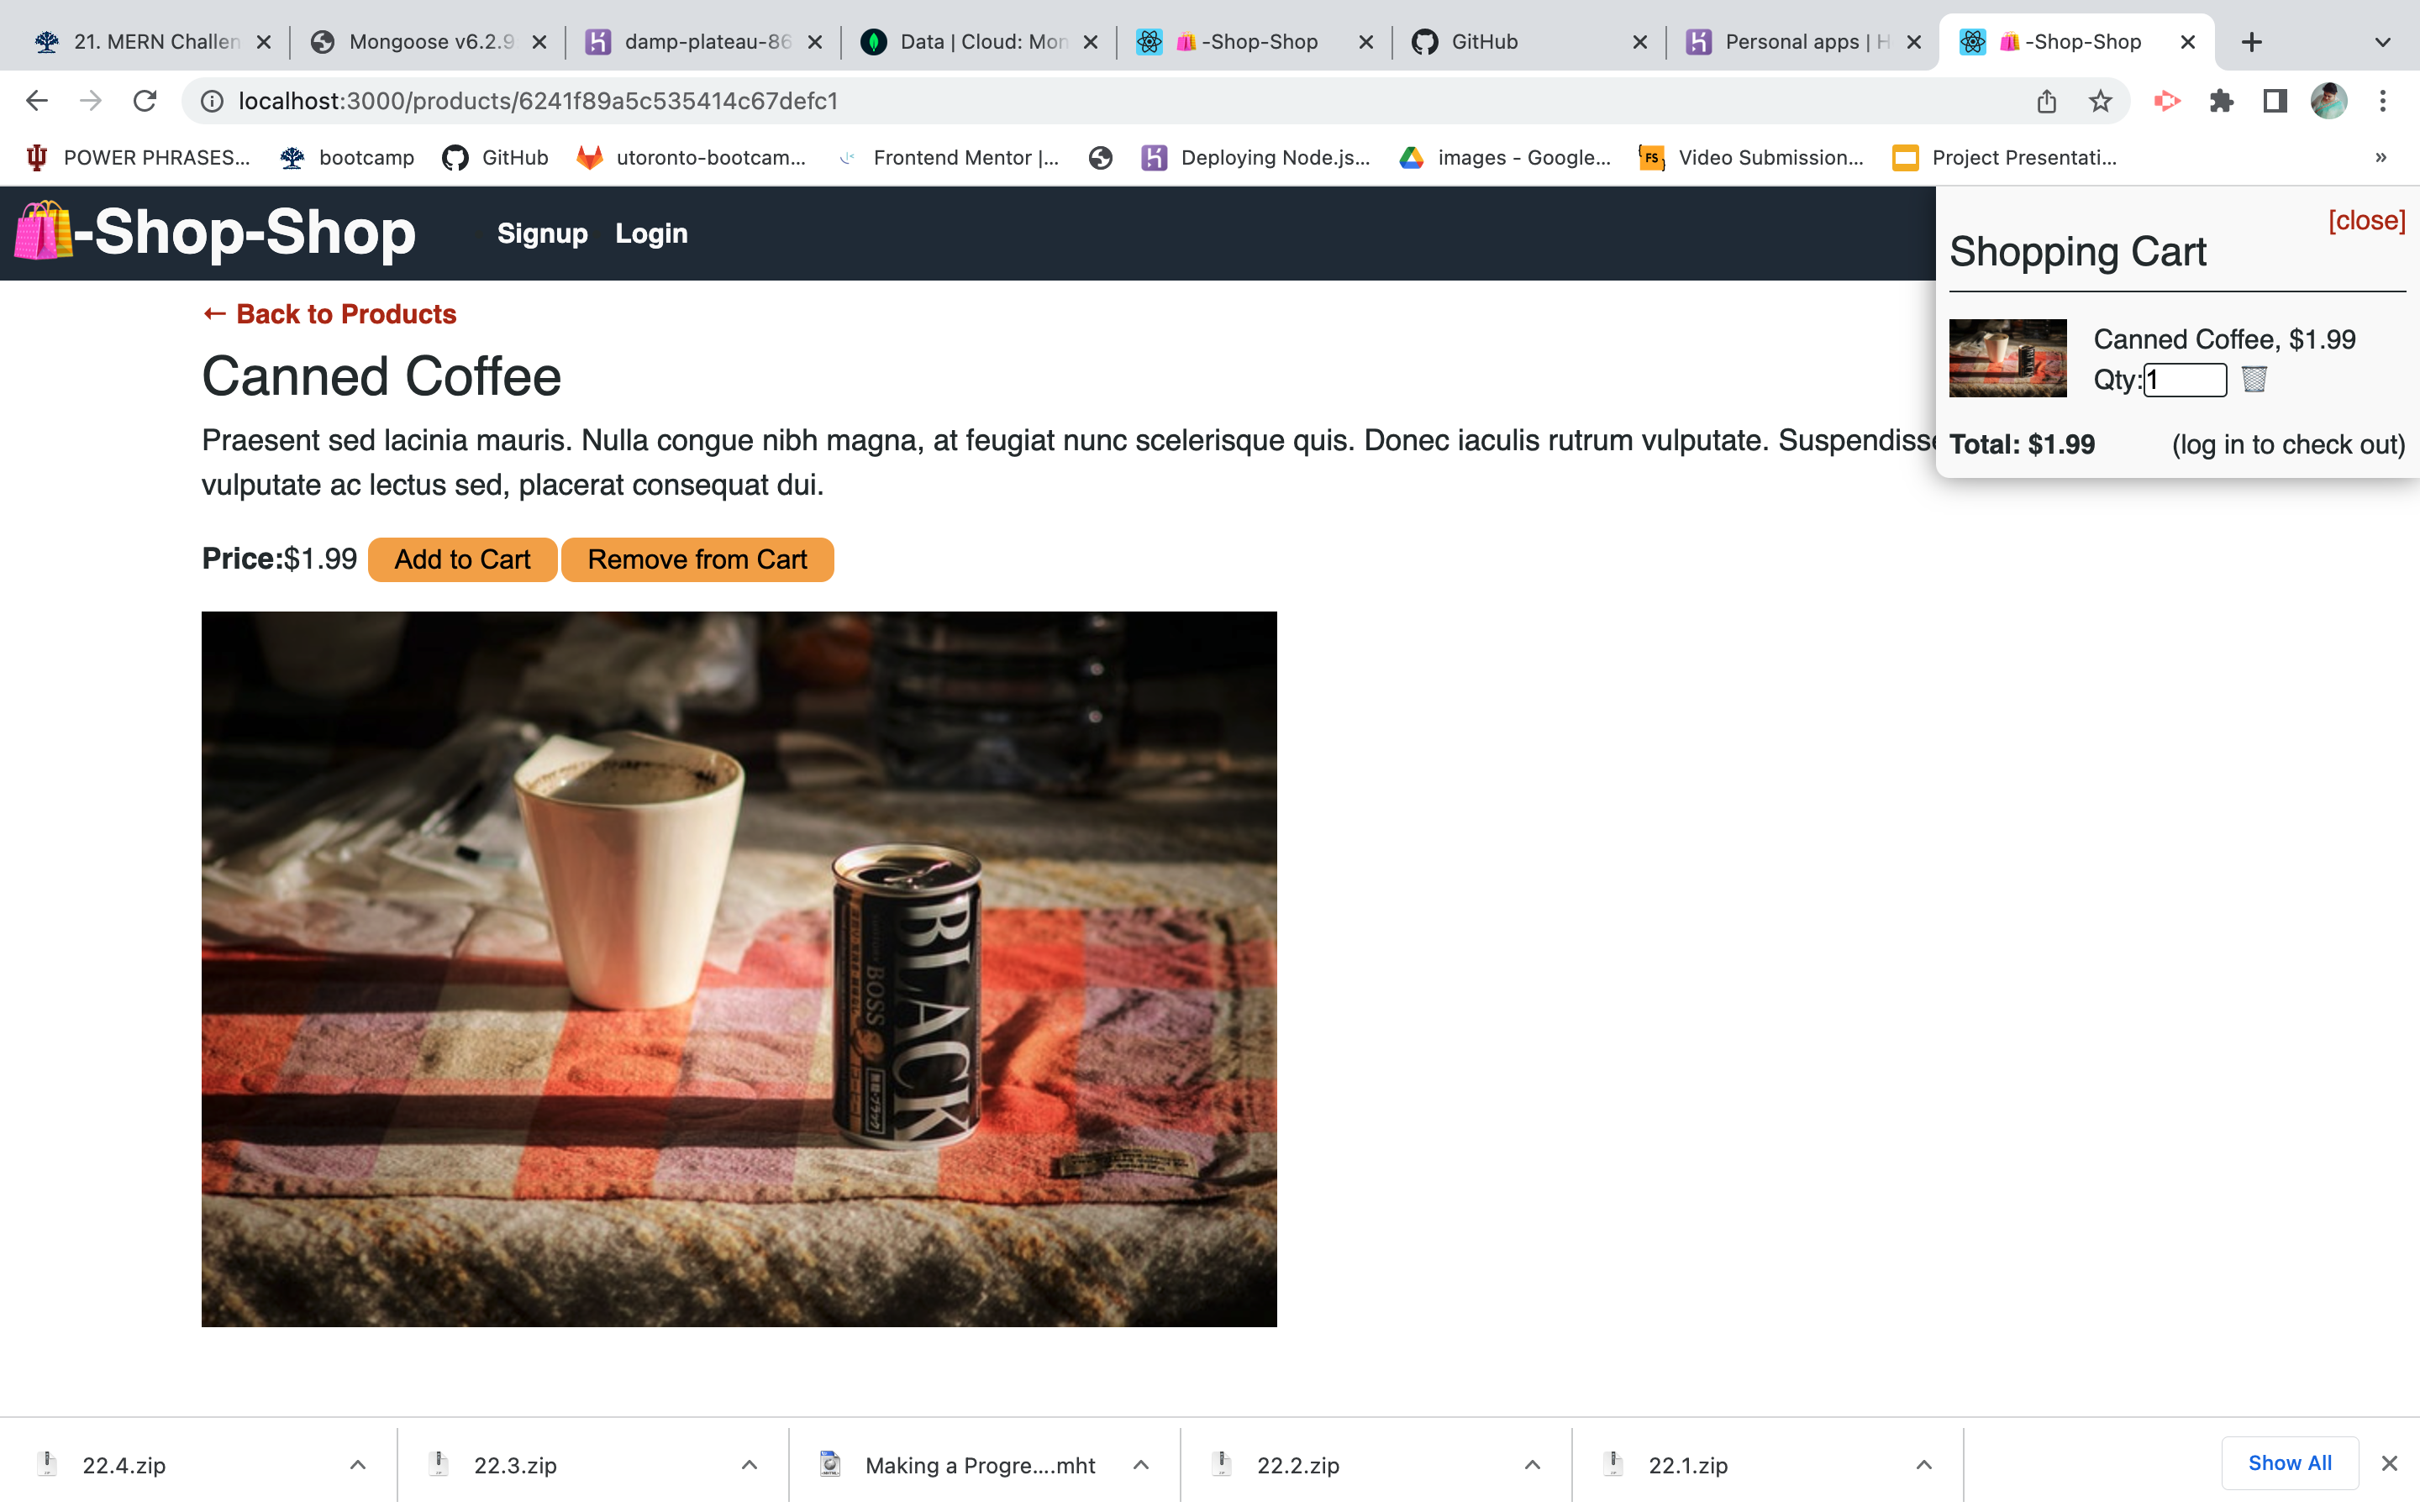 21. MERN Challen
Mongoose v6.2.9
damp-plateau-86
Data | Cloud: Mon
-Shop-Shop
GitHub
Personal apps | H
-Shop-Shop
localhost:3000/products/6241f89a5c535414c67defc1
POWER PHRASES...
bootcamp
GitHub
utoronto-bootcam...
Frontend Mentor |...
Deploying Node.js...
images - Google...
Video Submission...
Project Presentati...
»
-Shop-Shop
Signup
Login
[close]
Shopping Cart
Canned Coffee, $1.99
Qty:1
Total: $1.99
(log in to check out)
← Back to Products
Canned Coffee
Praesent sed lacinia mauris. Nulla congue nibh magna, at feugiat nunc scelerisque quis. Donec iaculis rutrum vulputate. Suspendisse
vulputate ac lectus sed, placerat consequat dui.
Price:$1.99
Add to Cart
Remove from Cart
BLACK
BOSS
22.4.zip
22.3.zip
Making a Progre....mht
22.2.zip
22.1.zip
Show All